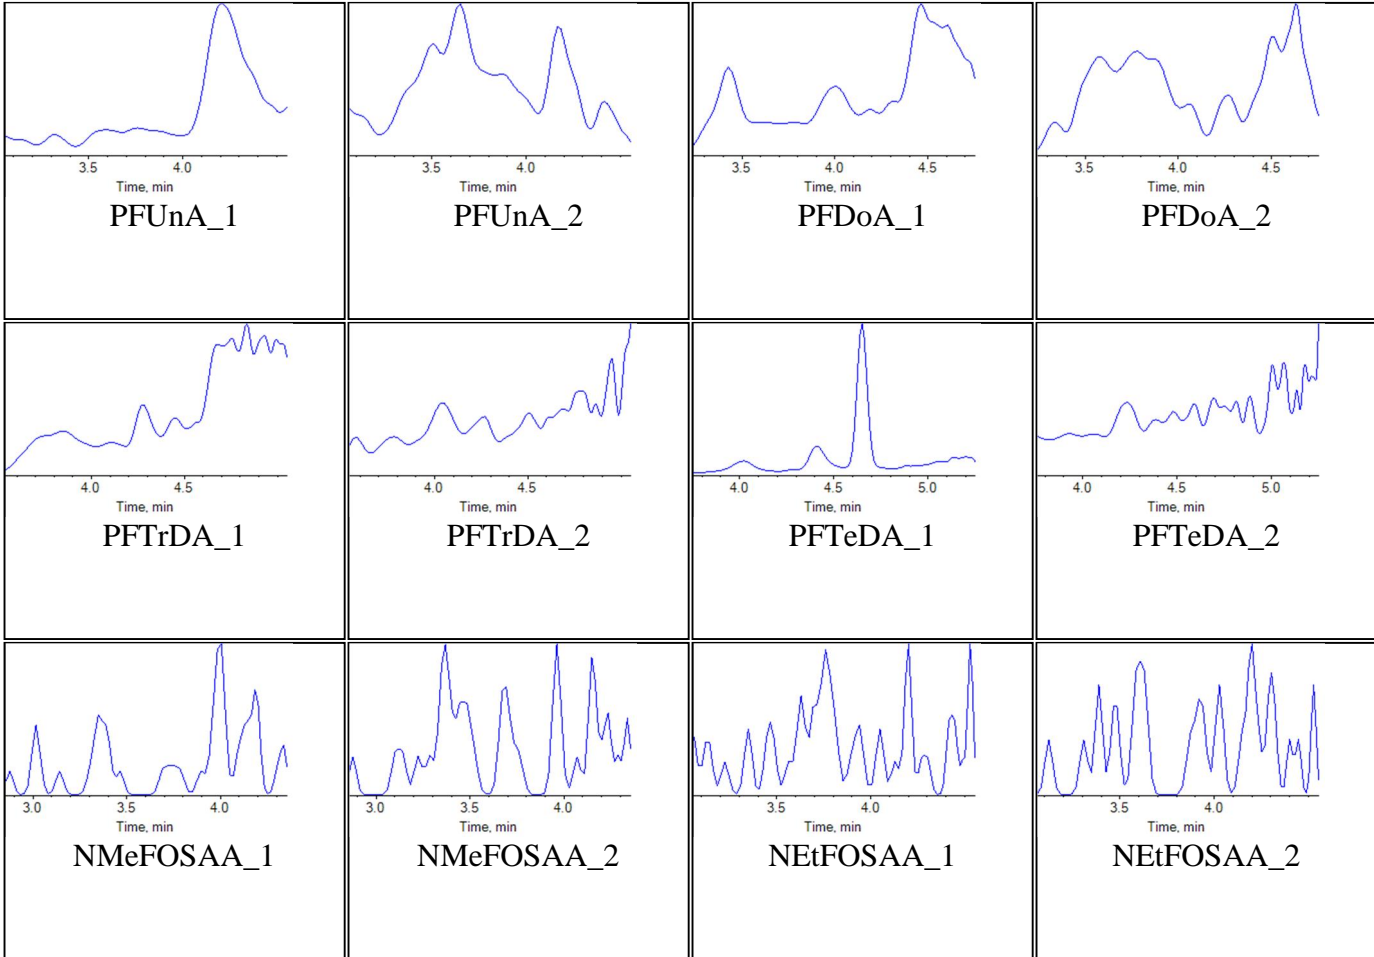 3.5 4.0
Time, min
PFUnA_1
3.5 4.0
Time, min
PFUnA_2
3.5 4.0 4.5
Time, min
PFDoA_1
3.5 4.0 4.5
Time, min
PFDoA_2
4.0 4.5
Time, min
PFTrDA_1
4.0 4.5
Time, min
PFTrDA_2
4.0 4.5 5.0
Time, min
PFTeDA_1
4.0 4.5 5.0
Time, min
PFTeDA_2
3.0 3.5 4.0
Time, min
NMeFOSAA_1
3.0 3.5 4.0
Time, min
NMeFOSAA_2
3.5 4.0
Time, min
NEtFOSAA_1
3.5 4.0
Time, min
NEtFOSAA_2